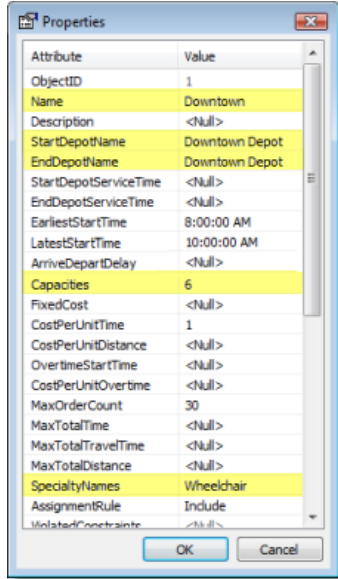 Properties
Attribute Value
ObjectID 1
Name Downtown
Description <Null>
StartDepotName Downtown Depot
EndDepotName Downtown Depot
StartDepotServiceTime <Null>
EndDepotServiceTime <Null>
EarliestStartTime 8:00:00 AM
LatestStartTime 10:00:00 AM
ArriveDepartDelay <Null>
Capacities 6
FixedCost <Null>
CostPerUnitTime 1
CostPerUnitDistance <Null>
OvertimeStartTime <Null>
CostPerUnitOvertime <Null>
MaxOrderCount 30
MaxTotalTime <Null>
MaxTotalTravelTime <Null>
MaxTotalDistance <Null>
SpecialtyNames Wheelchair
AssignmentRule Include
ViolatedConstraints <Null>
OK Cancel